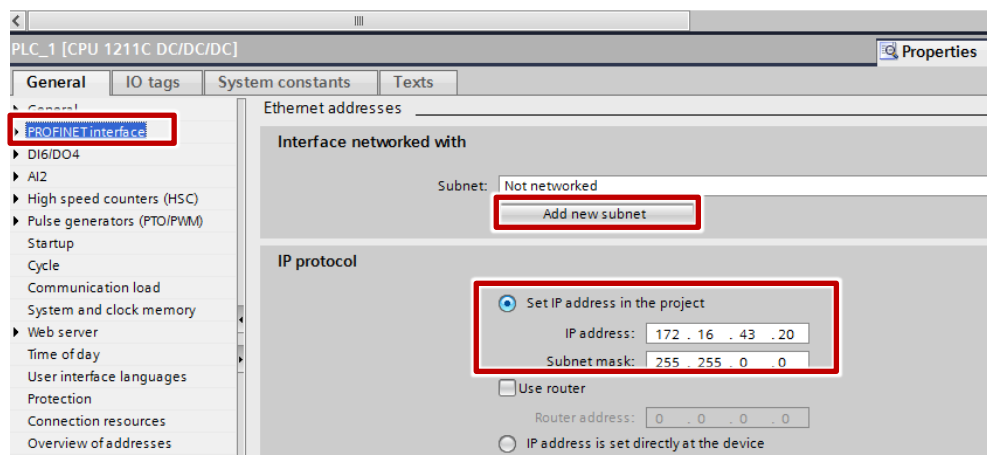 PLC_1 [CPU 1211C DC/DC/DC]
Properties
General IO tags System constants Texts
General
PROFINET interface
DI6/DO4
AI2
High speed counters (HSC)
Pulse generators (PTO/PWM)
Startup
Cycle
Communication load
System and clock memory
Web server
Time of day
User interface languages
Protection
Connection resources
Overview of addresses
Ethernet addresses
Interface networked with
Subnet: Not networked
Add new subnet
IP protocol
Set IP address in the project
IP address: 172 . 16 . 43 . 20
Subnet mask: 255 . 255 . 0 . 0
Use router
Router address: 0 . 0 . 0 . 0
IP address is set directly at the device